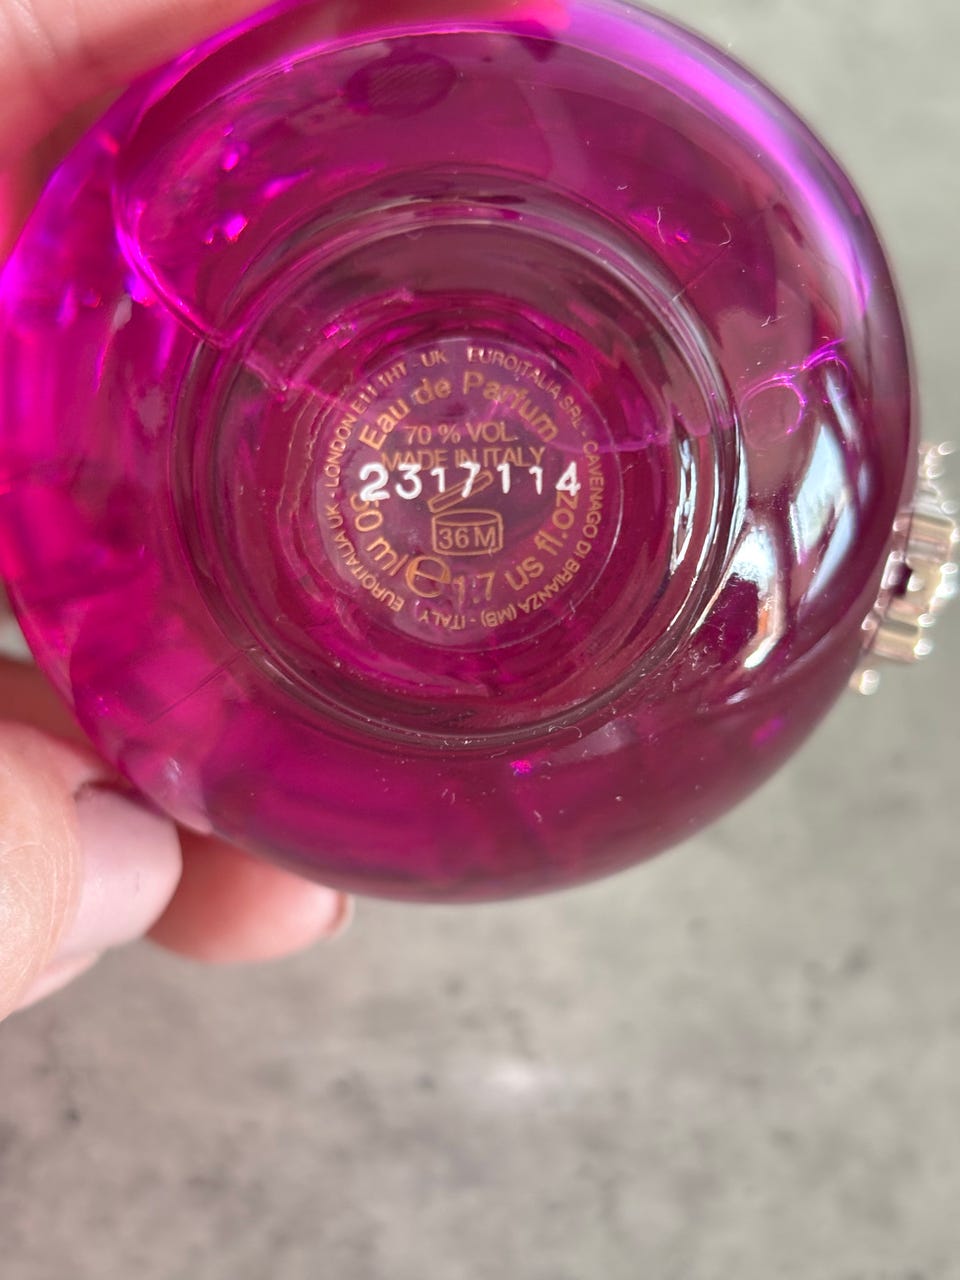 EUROITALIA SRL - CAVENAGO DI BRIANZA (MB) - ITALY
EUROITALIA UK - LONDON E11 1HT - UK
Eau de Parfum
70 % VOL.
MADE IN ITALY
2317114
36 M
50 ml e 1.7 us fl.oz